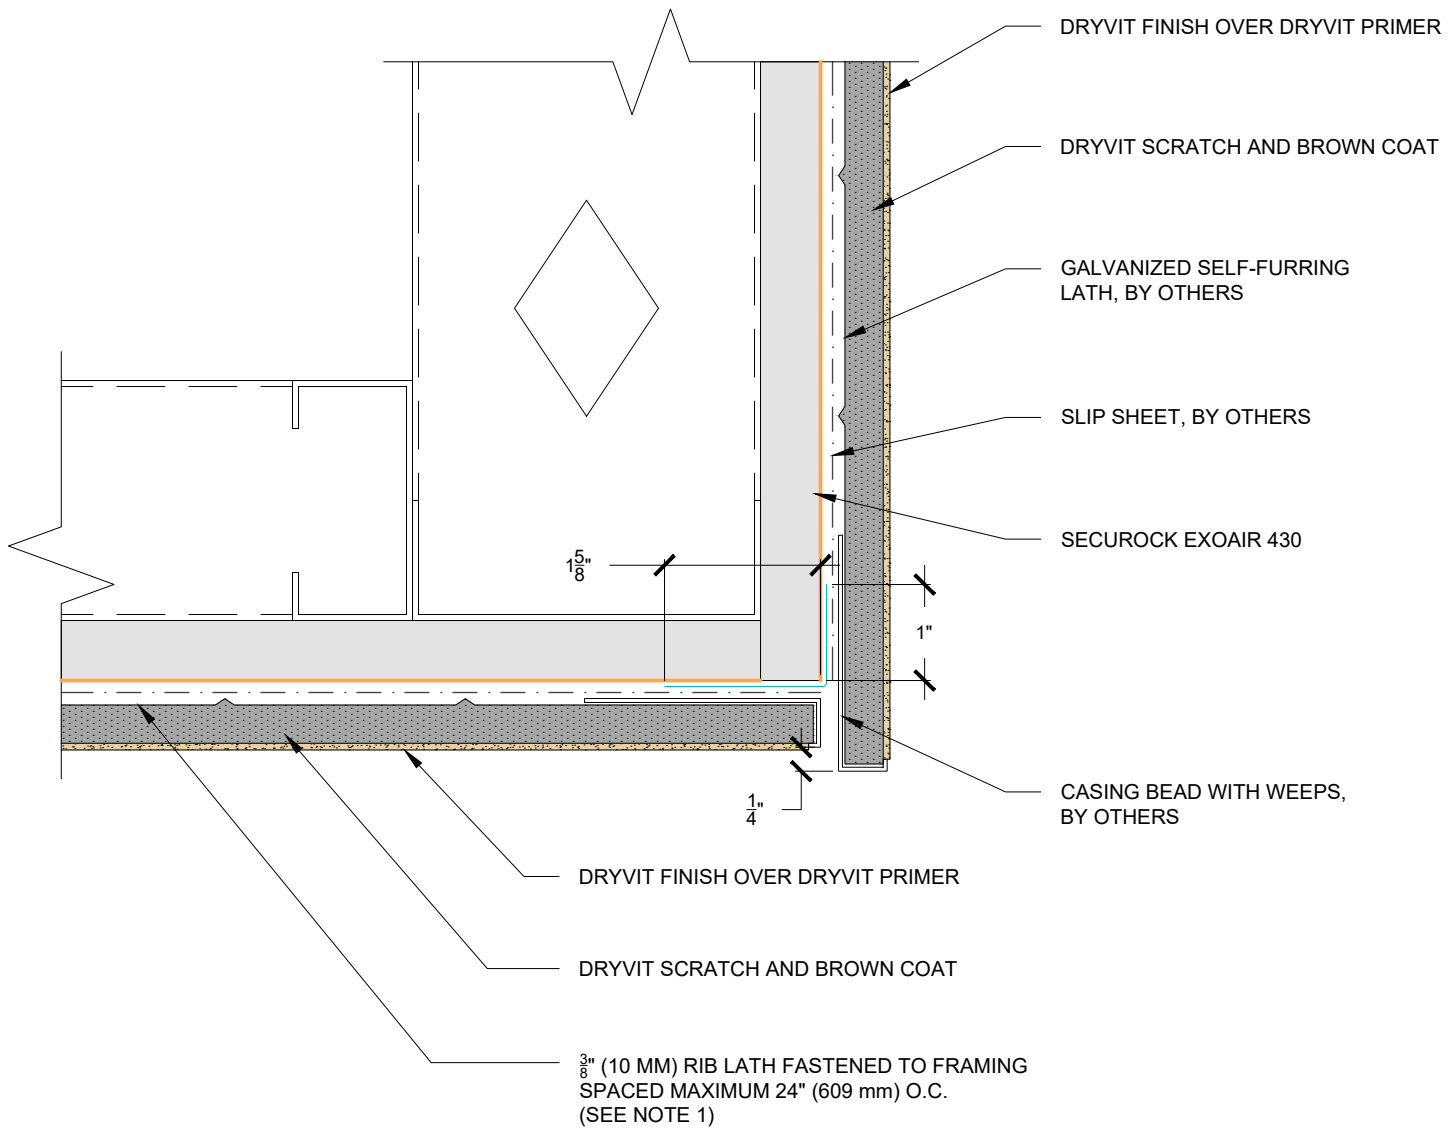 DRYVIT FINISH OVER DRYVIT PRIMER
DRYVIT SCRATCH AND BROWN COAT
GALVANIZED SELF-FURRING
LATH, BY OTHERS
SLIP SHEET, BY OTHERS
SECUROCK EXOAIR 430
1 5/8"
1"
CASING BEAD WITH WEEPS,
BY OTHERS
1/4"
DRYVIT FINISH OVER DRYVIT PRIMER
DRYVIT SCRATCH AND BROWN COAT
3/8" (10 MM) RIB LATH FASTENED TO FRAMING
SPACED MAXIMUM 24" (609 mm) O.C.
(SEE NOTE 1)